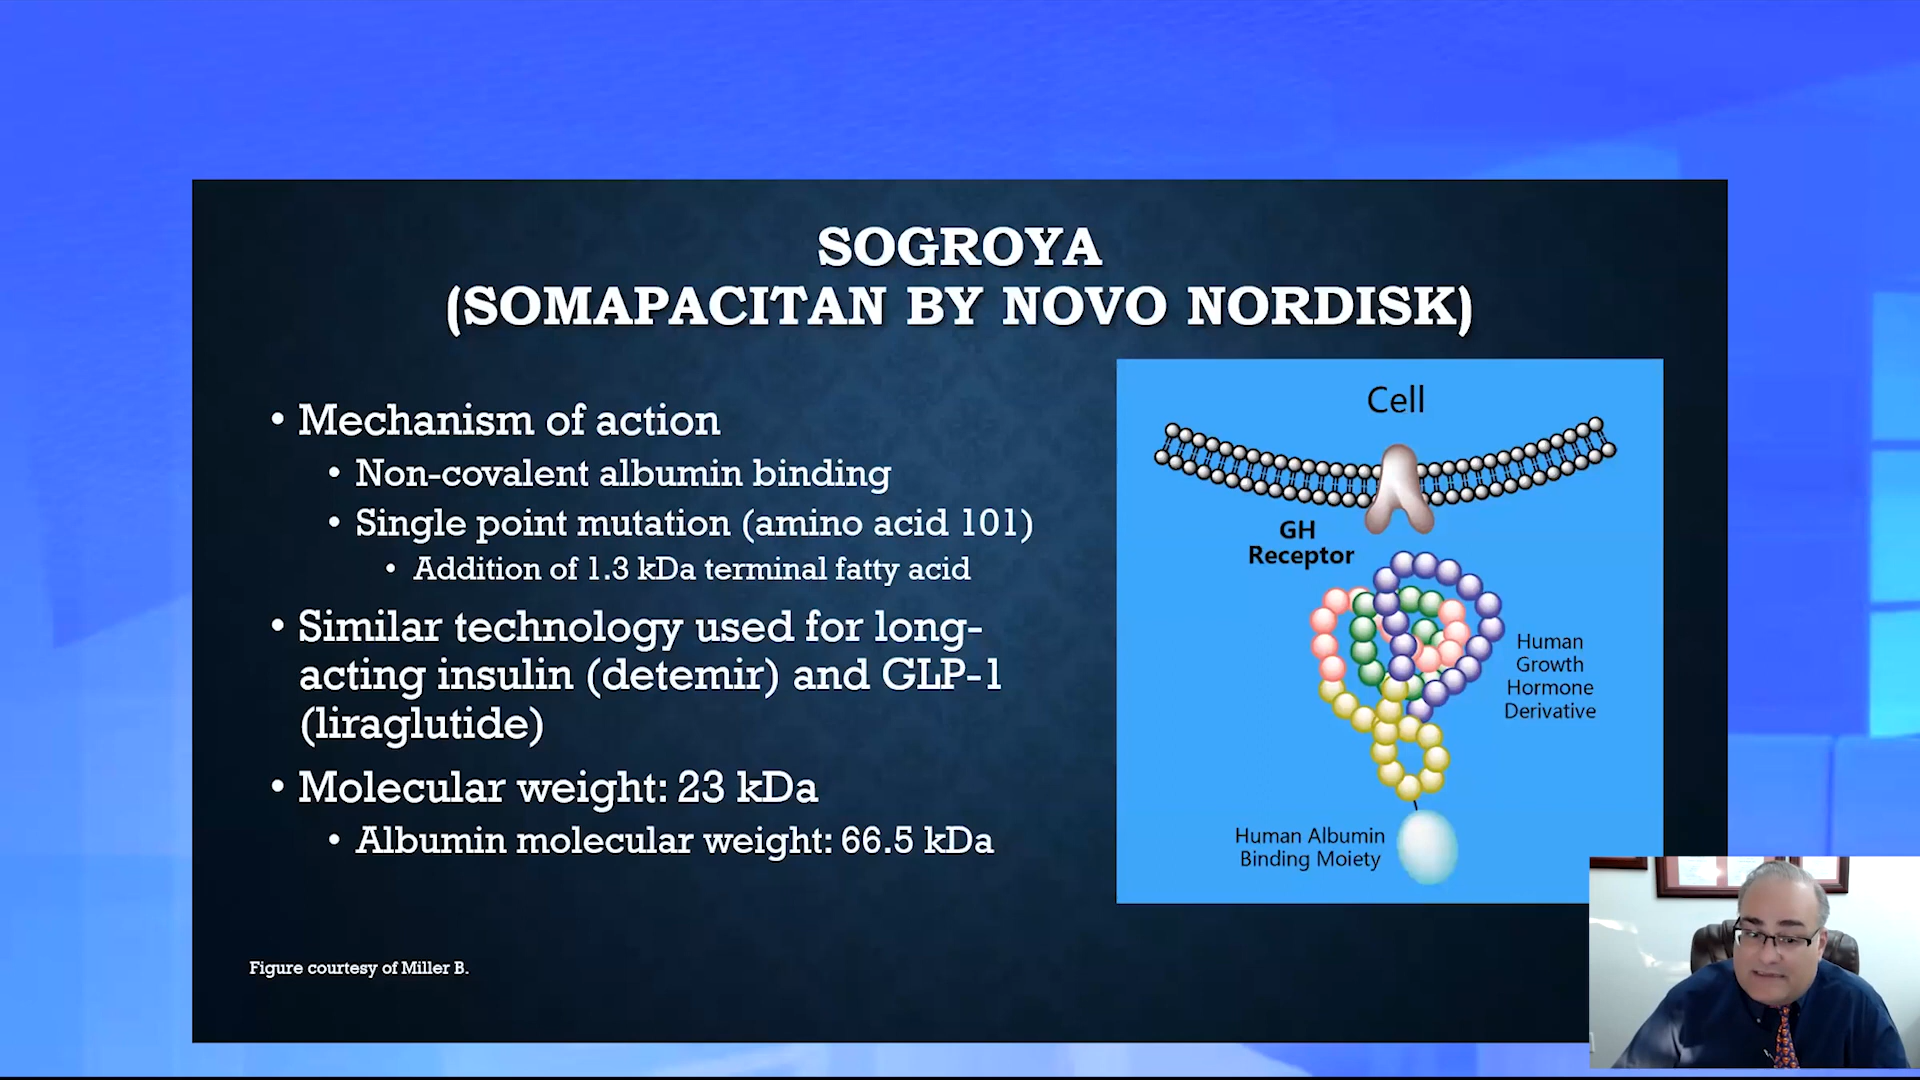 SOGROYA
(SOMAPACITAN BY NOVO NORDISK)
• Mechanism of action
• Non-covalent albumin binding
• Single point mutation (amino acid 101)
• Addition of 1.3 kDa terminal fatty acid
• Similar technology used for long-
acting insulin (detemir) and GLP-1
(liraglutide)
• Molecular weight: 23 kDa
• Albumin molecular weight: 66.5 kDa
Cell
GH
Receptor
Human
Growth
Hormone
Derivative
Human Albumin
Binding Moiety
Figure courtesy of Miller B.